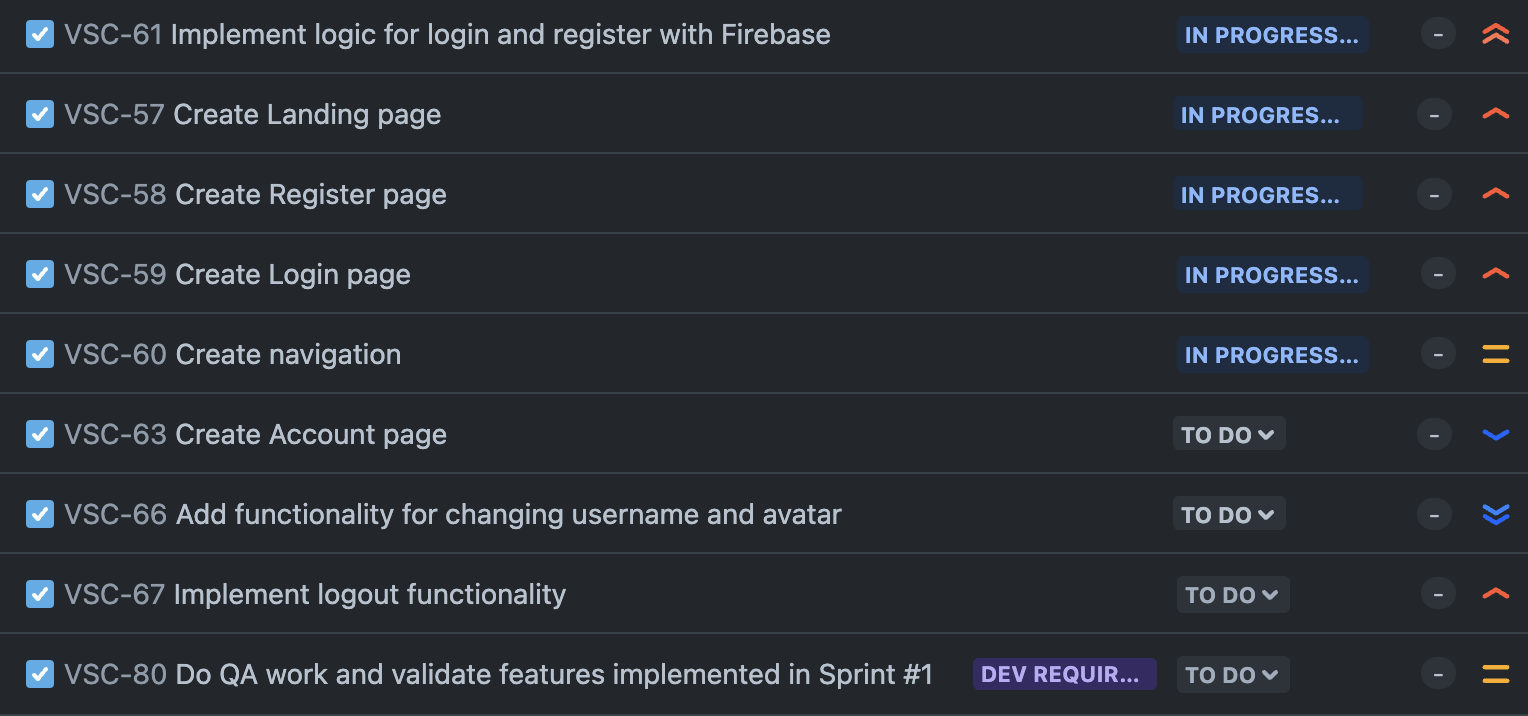 VSC-61 Implement logic for login and register with Firebase IN PROGRESS... -
VSC-57 Create Landing page IN PROGRES... -
VSC-58 Create Register page IN PROGRES... -
VSC-59 Create Login page IN PROGRESS... -
VSC-60 Create navigation IN PROGRESS... -
VSC-63 Create Account page TO DO -
VSC-66 Add functionality for changing username and avatar TO DO -
VSC-67 Implement logout functionality TO DO -
VSC-80 Do QA work and validate features implemented in Sprint #1 DEV REQUIR... TO DO -